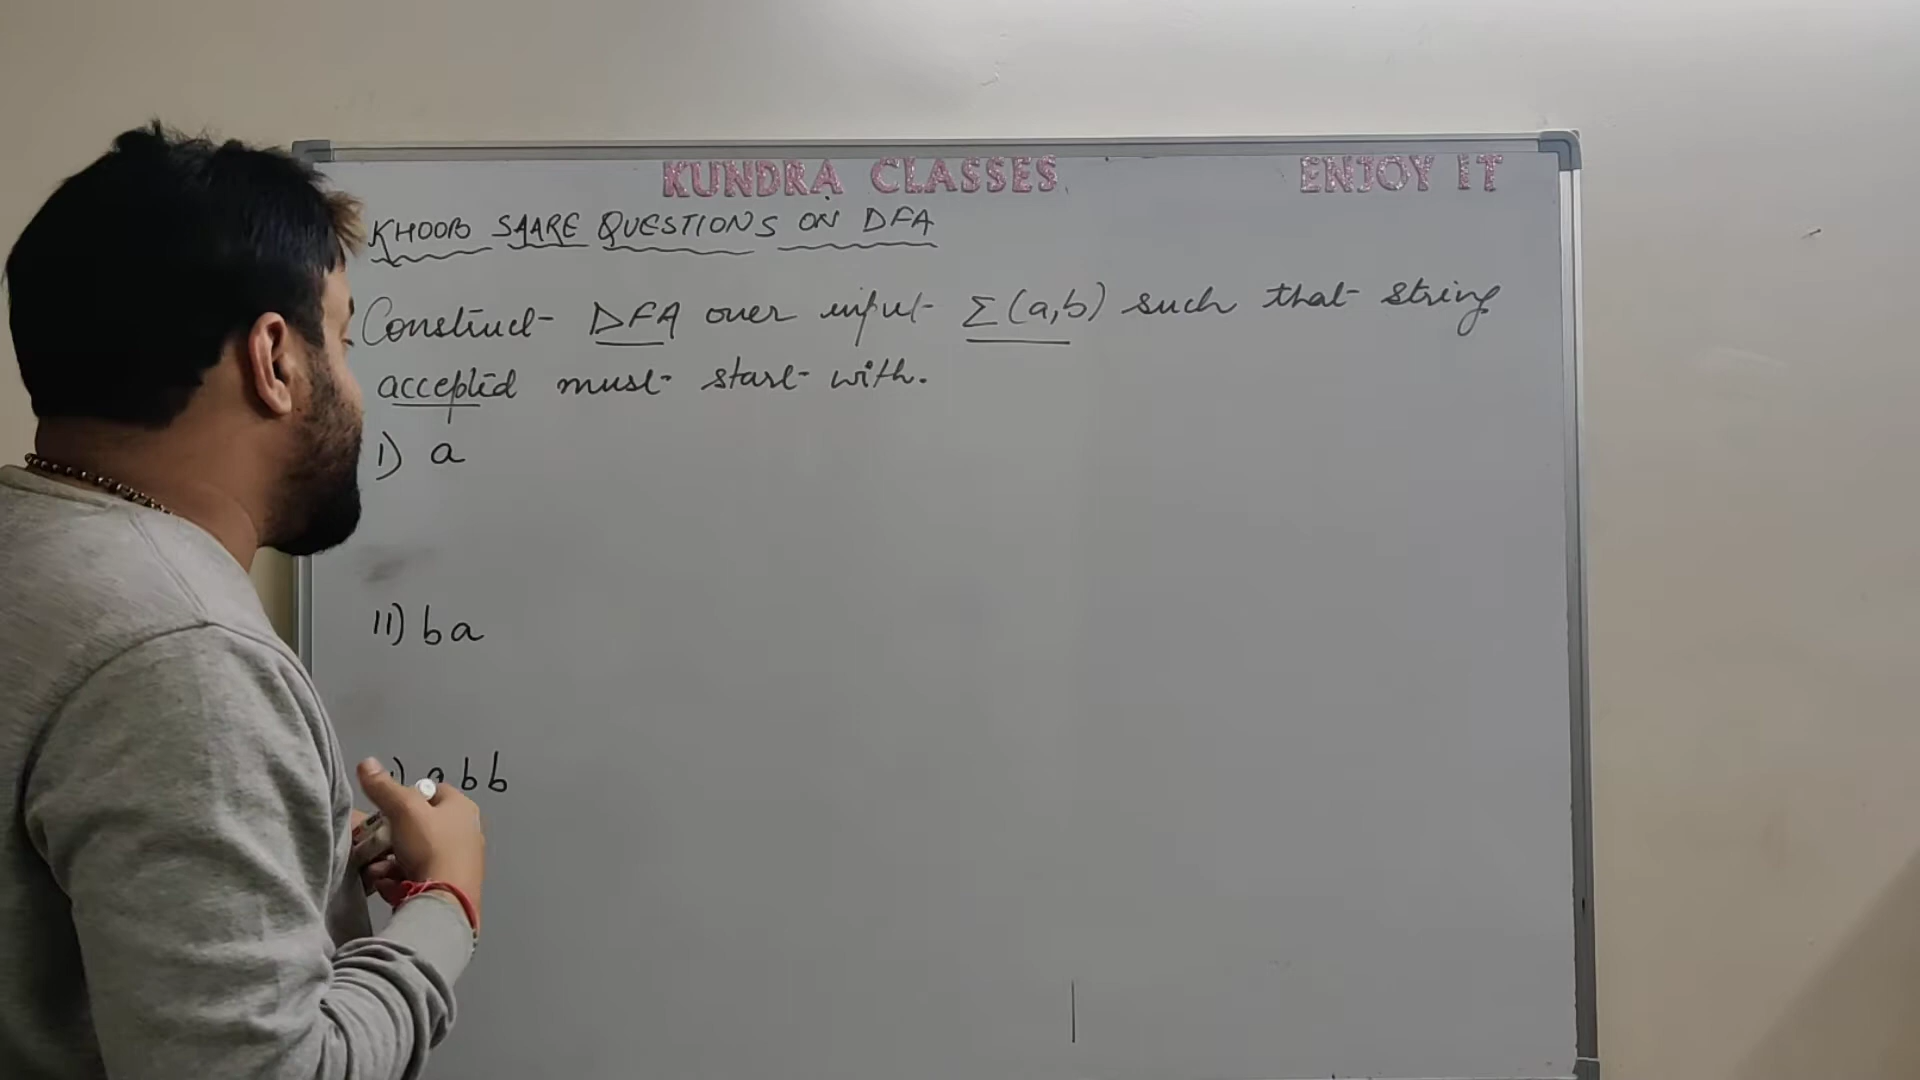 KUNDRA CLASSES ENJOY IT
KHOOB SAARE QUESTIONS ON DFA
Construct DFA over input Σ(a,b) such that string
accepted must start with.
I) a
II) ba
abb